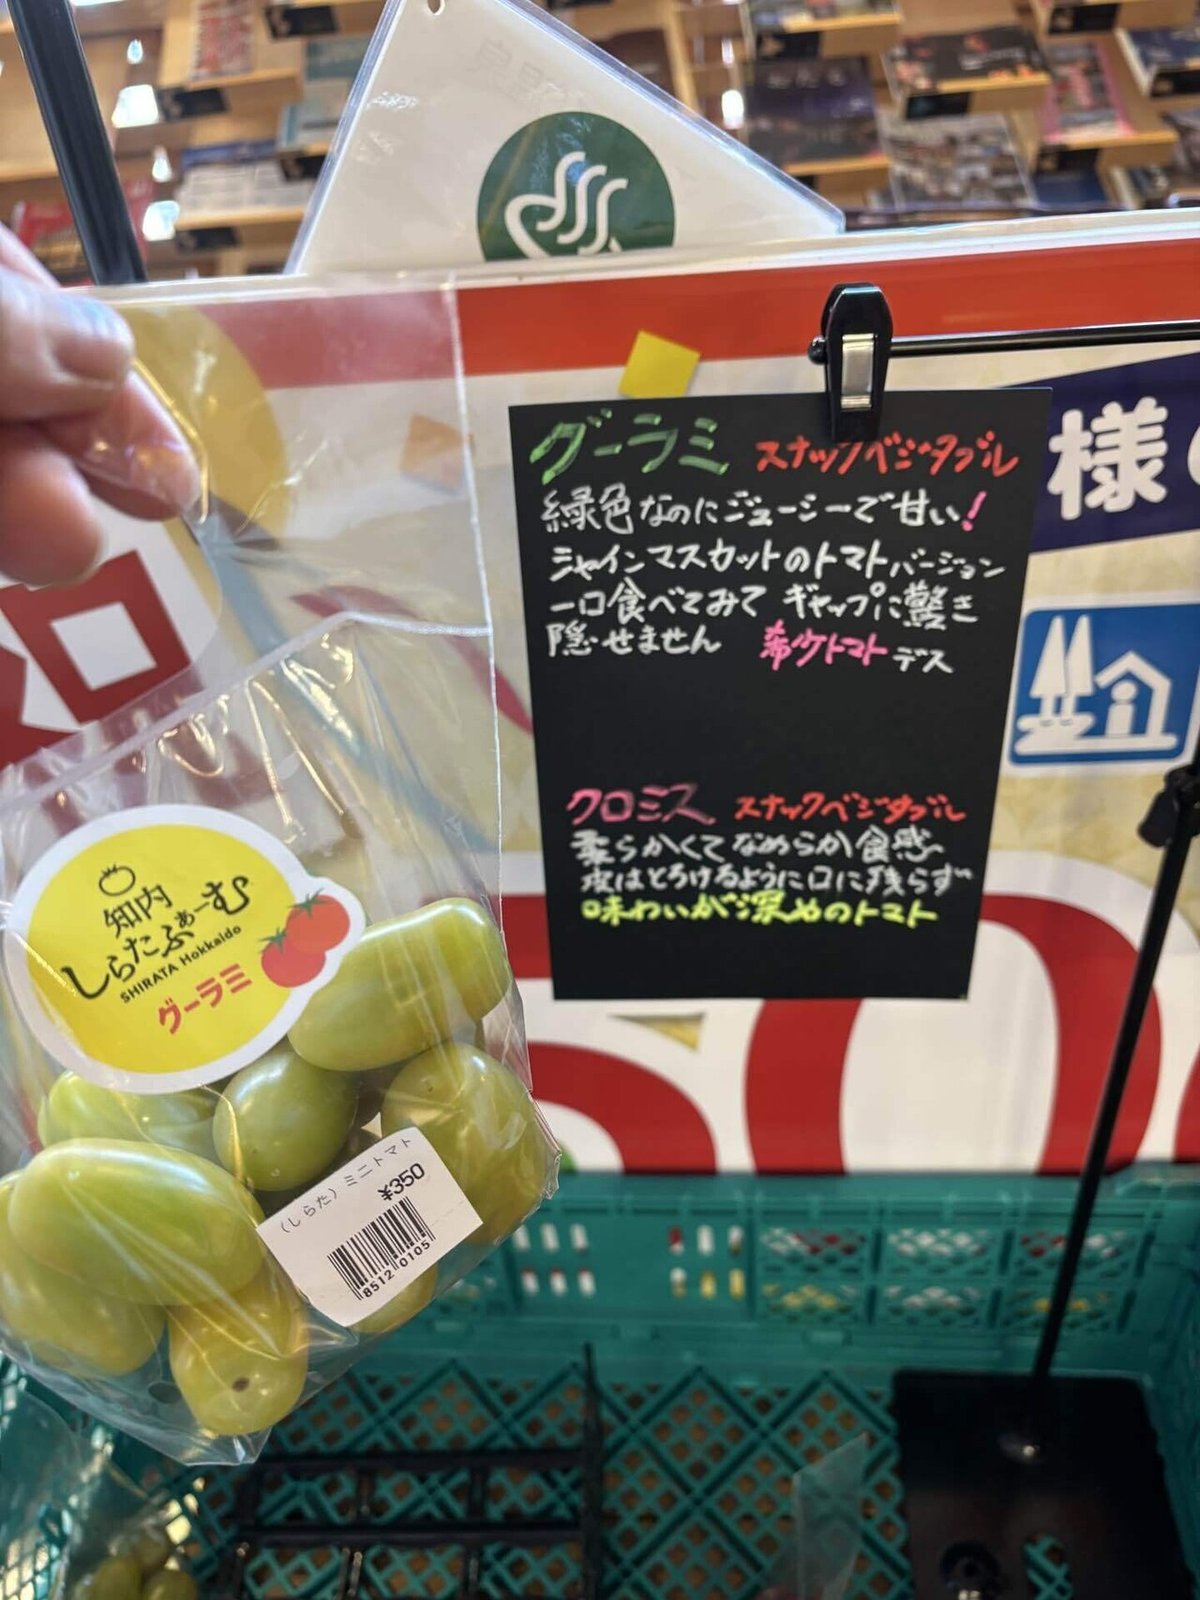 グーラミ スナックベジタブル
緑色なのにジューシーで甘い!
シャインマスカットのトマトバージョン
一口食べてみて ギャップに驚き
隠せません 希少トマトデス
クロミス スナックベジタブル
柔らかくてなめらか食感
皮はとろけるように口に残らず
味わいが深めのトマト
様の
知内
しらたふぁーむ
SHIRATA Hokkaido
グーラミ
(しらた) ミニトマト
¥350
8512 0105